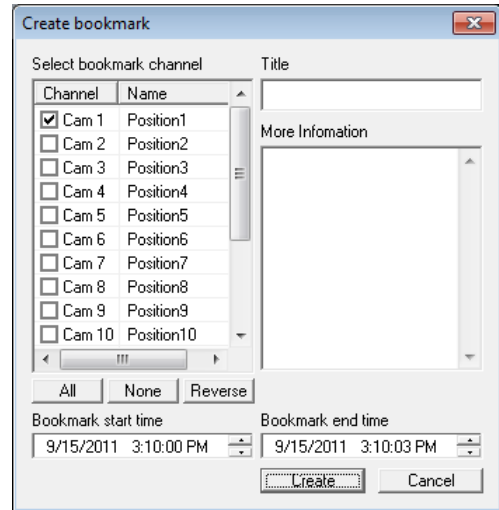 Create bookmark
Select bookmark channel
Channel Name
Cam 1 Position1
Cam 2 Position2
Cam 3 Position3
Cam 4 Position4
Cam 5 Position5
Cam 6 Position6
Cam 7 Position7
Cam 8 Position8
Cam 9 Position9
Cam 10 Position10
All None Reverse
Title
More Infomation
Bookmark start time
9/15/2011 3:10:00 PM
Bookmark end time
9/15/2011 3:10:03 PM
Create Cancel